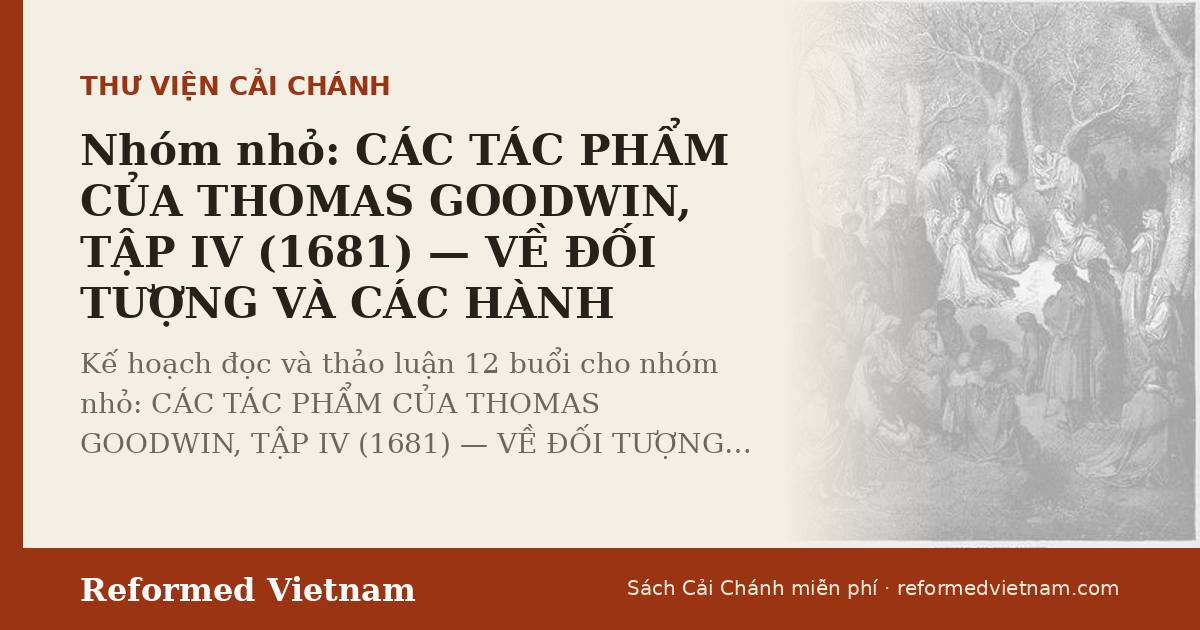 THƯ VIỆN CẢI CHÁNH
Nhóm nhỏ: CÁC TÁC PHẨM
CỦA THOMAS GOODWIN,
TẬP IV (1681) — VỀ ĐỐI
TƯỢNG VÀ CÁC HÀNH
Kế hoạch đọc và thảo luận 12 buổi cho nhóm
nhỏ: CÁC TÁC PHẨM CỦA THOMAS
GOODWIN, TẬP IV (1681) — VỀ ĐỐI TƯỢNG...
Reformed Vietnam
Sách Cải Chánh miễn phí · reformedvietnam.com